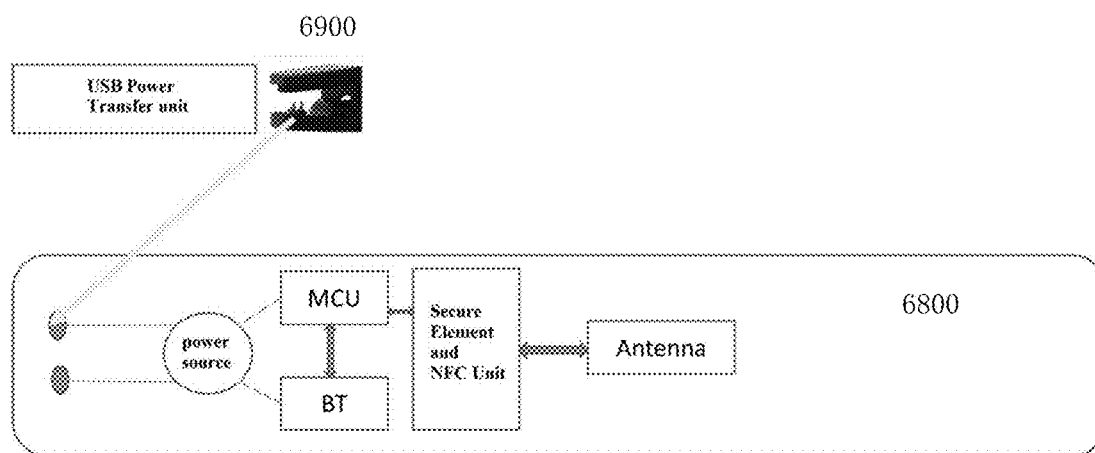 6900
USB Power
Transfer unit
6800
MCU
power
source
BT
Secure
Element
and
NFC Unit
Antenna